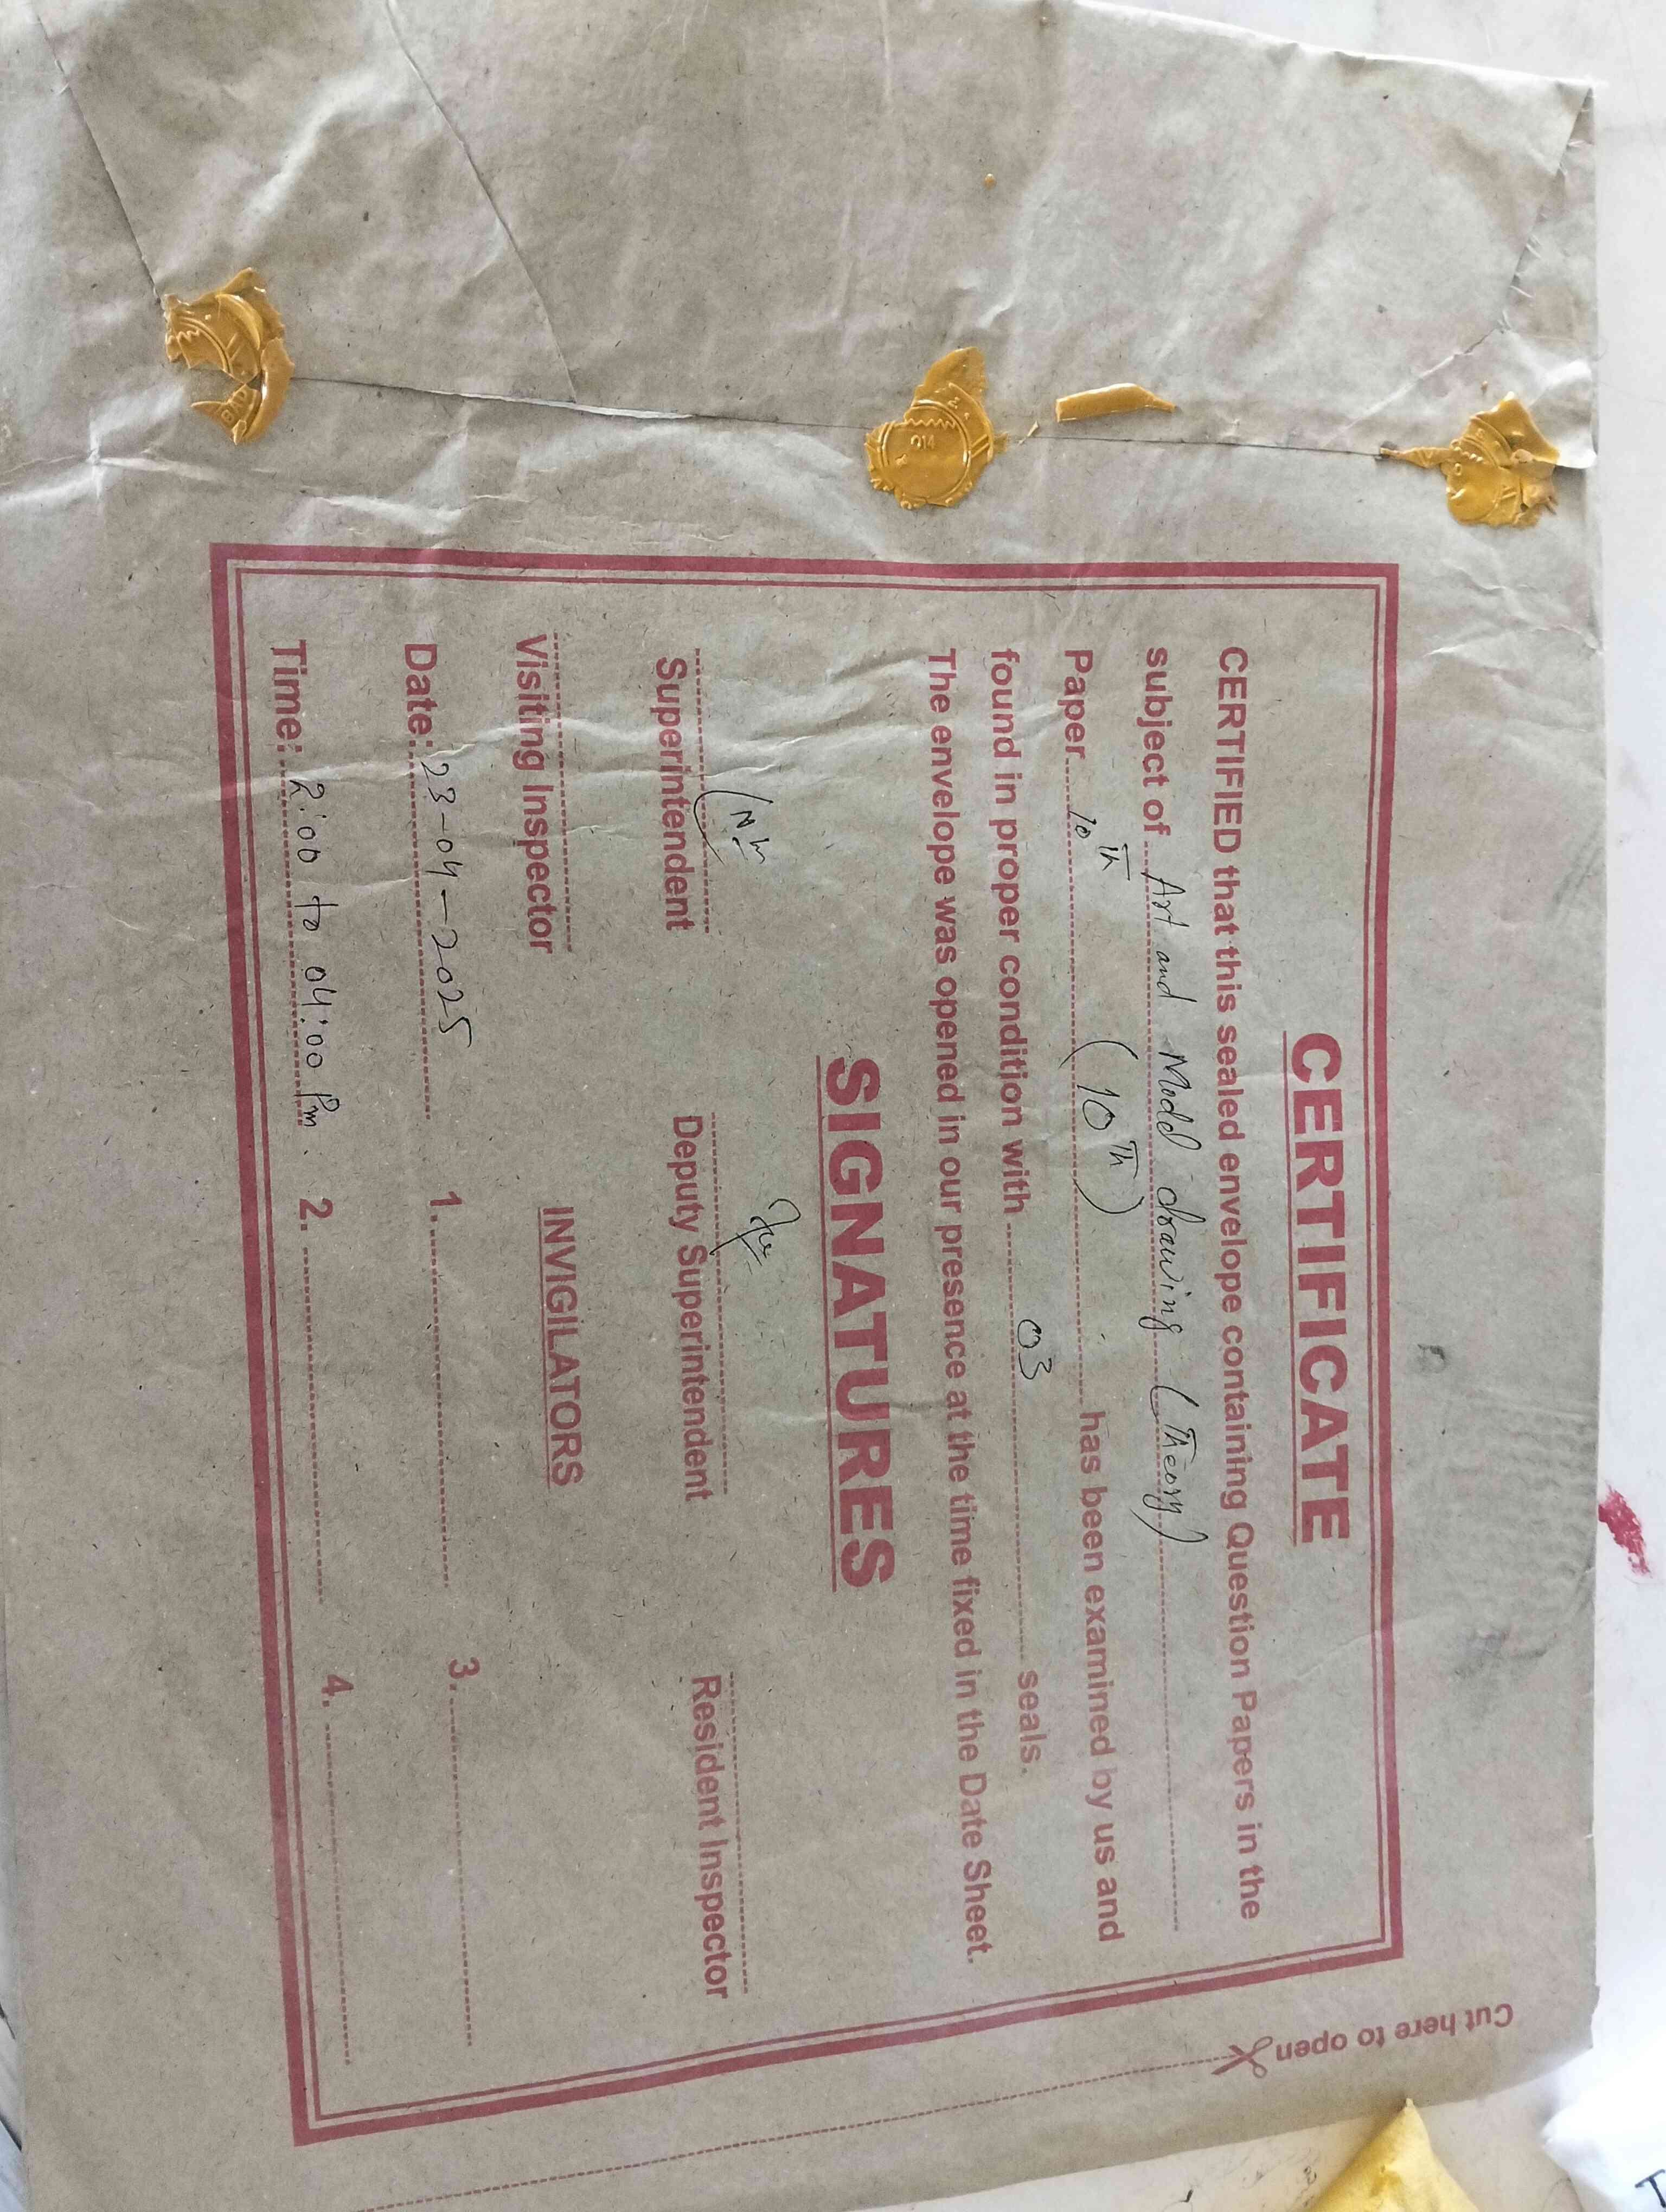 CERTIFICATE
CERTIFIED that this sealed envelope containing Question Papers in the
subject of Art and Model drawing (Theory)
Paper 10th (10th) has been examined by us and
found in proper condition with 03 seals.
The envelope was opened in our presence at the time fixed in the Date Sheet.
SIGNATURES
Superintendent Deputy Superintendent Resident Inspector
Visiting Inspector INVIGILATORS
Date: 23-04-2025 1. 3.
Time: 2:00 to 04:00 Pm 2. 4.
Cut here to open
014